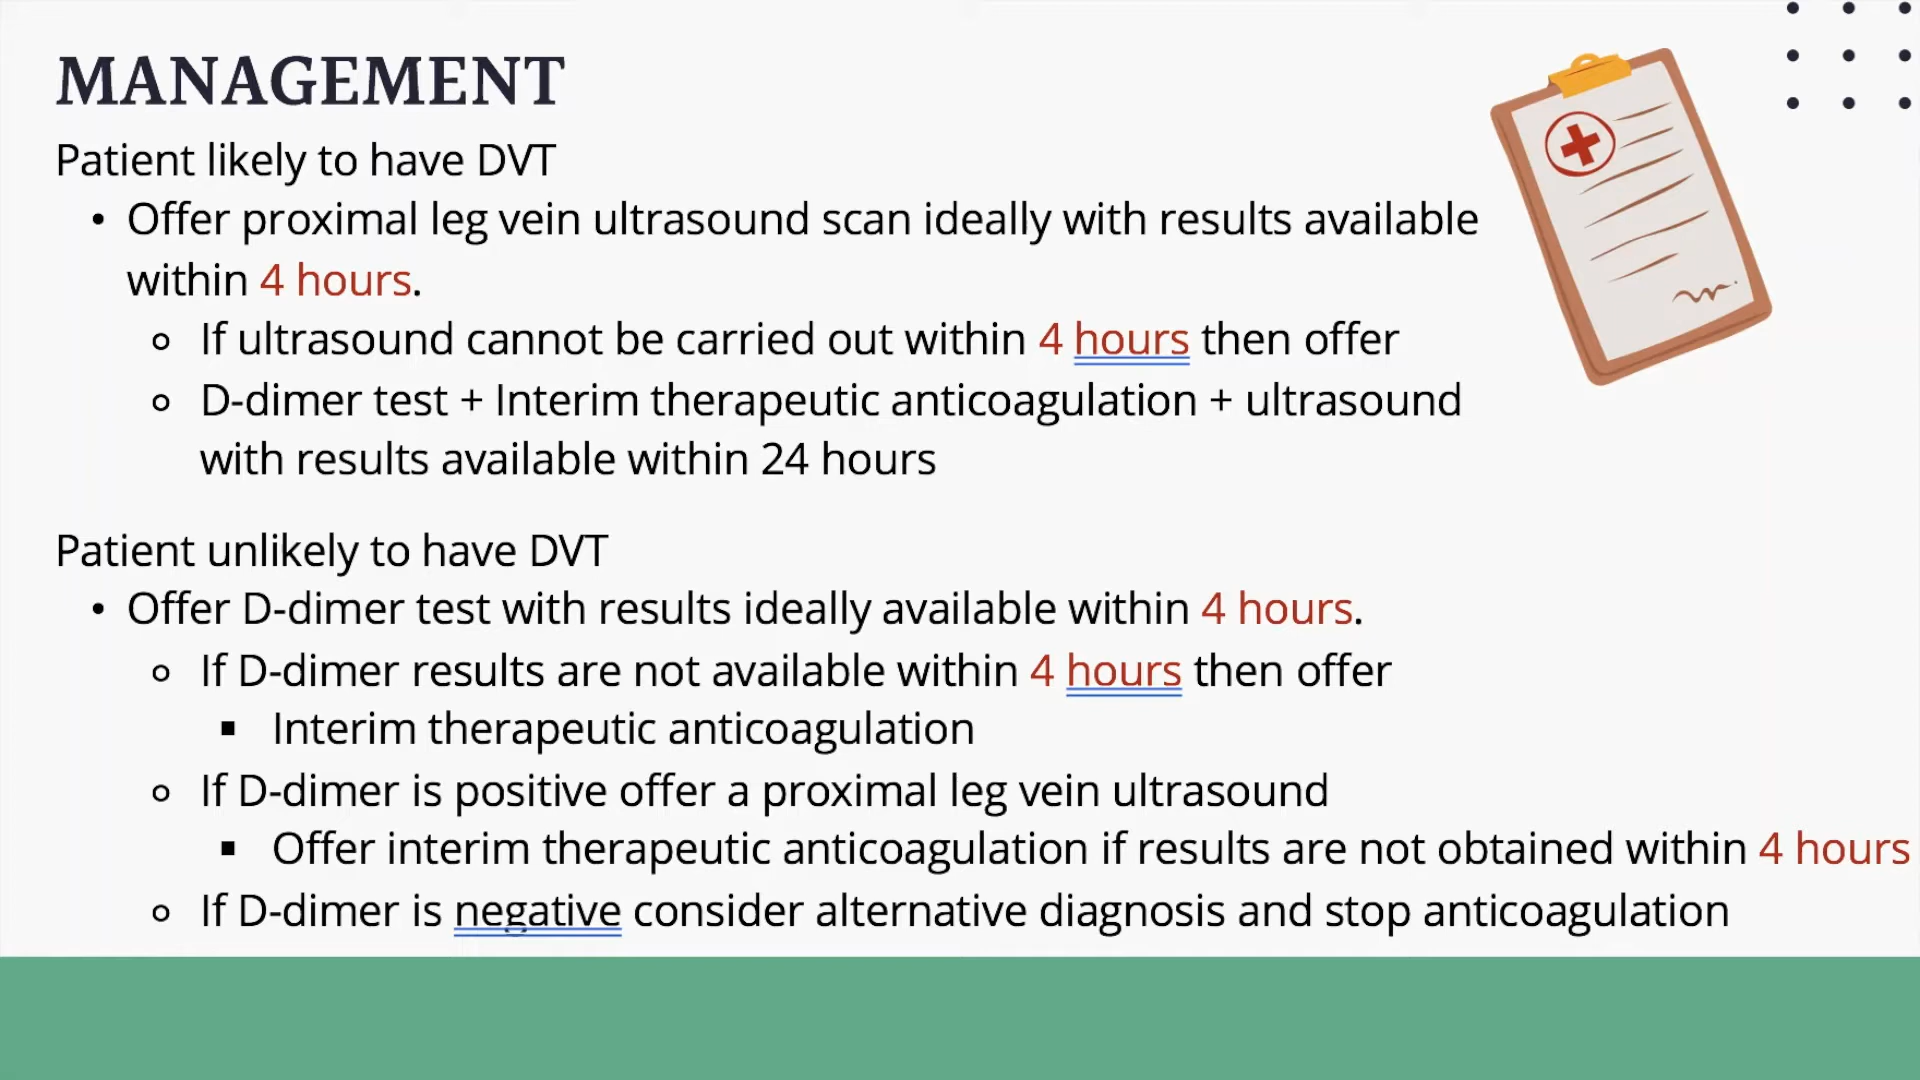 MANAGEMENT
Patient likely to have DVT
• Offer proximal leg vein ultrasound scan ideally with results available
within 4 hours.
o If ultrasound cannot be carried out within 4 hours then offer
o D-dimer test + Interim therapeutic anticoagulation + ultrasound
with results available within 24 hours
Patient unlikely to have DVT
• Offer D-dimer test with results ideally available within 4 hours.
o If D-dimer results are not available within 4 hours then offer
▪ Interim therapeutic anticoagulation
o If D-dimer is positive offer a proximal leg vein ultrasound
▪ Offer interim therapeutic anticoagulation if results are not obtained within 4 hours
o If D-dimer is negative consider alternative diagnosis and stop anticoagulation